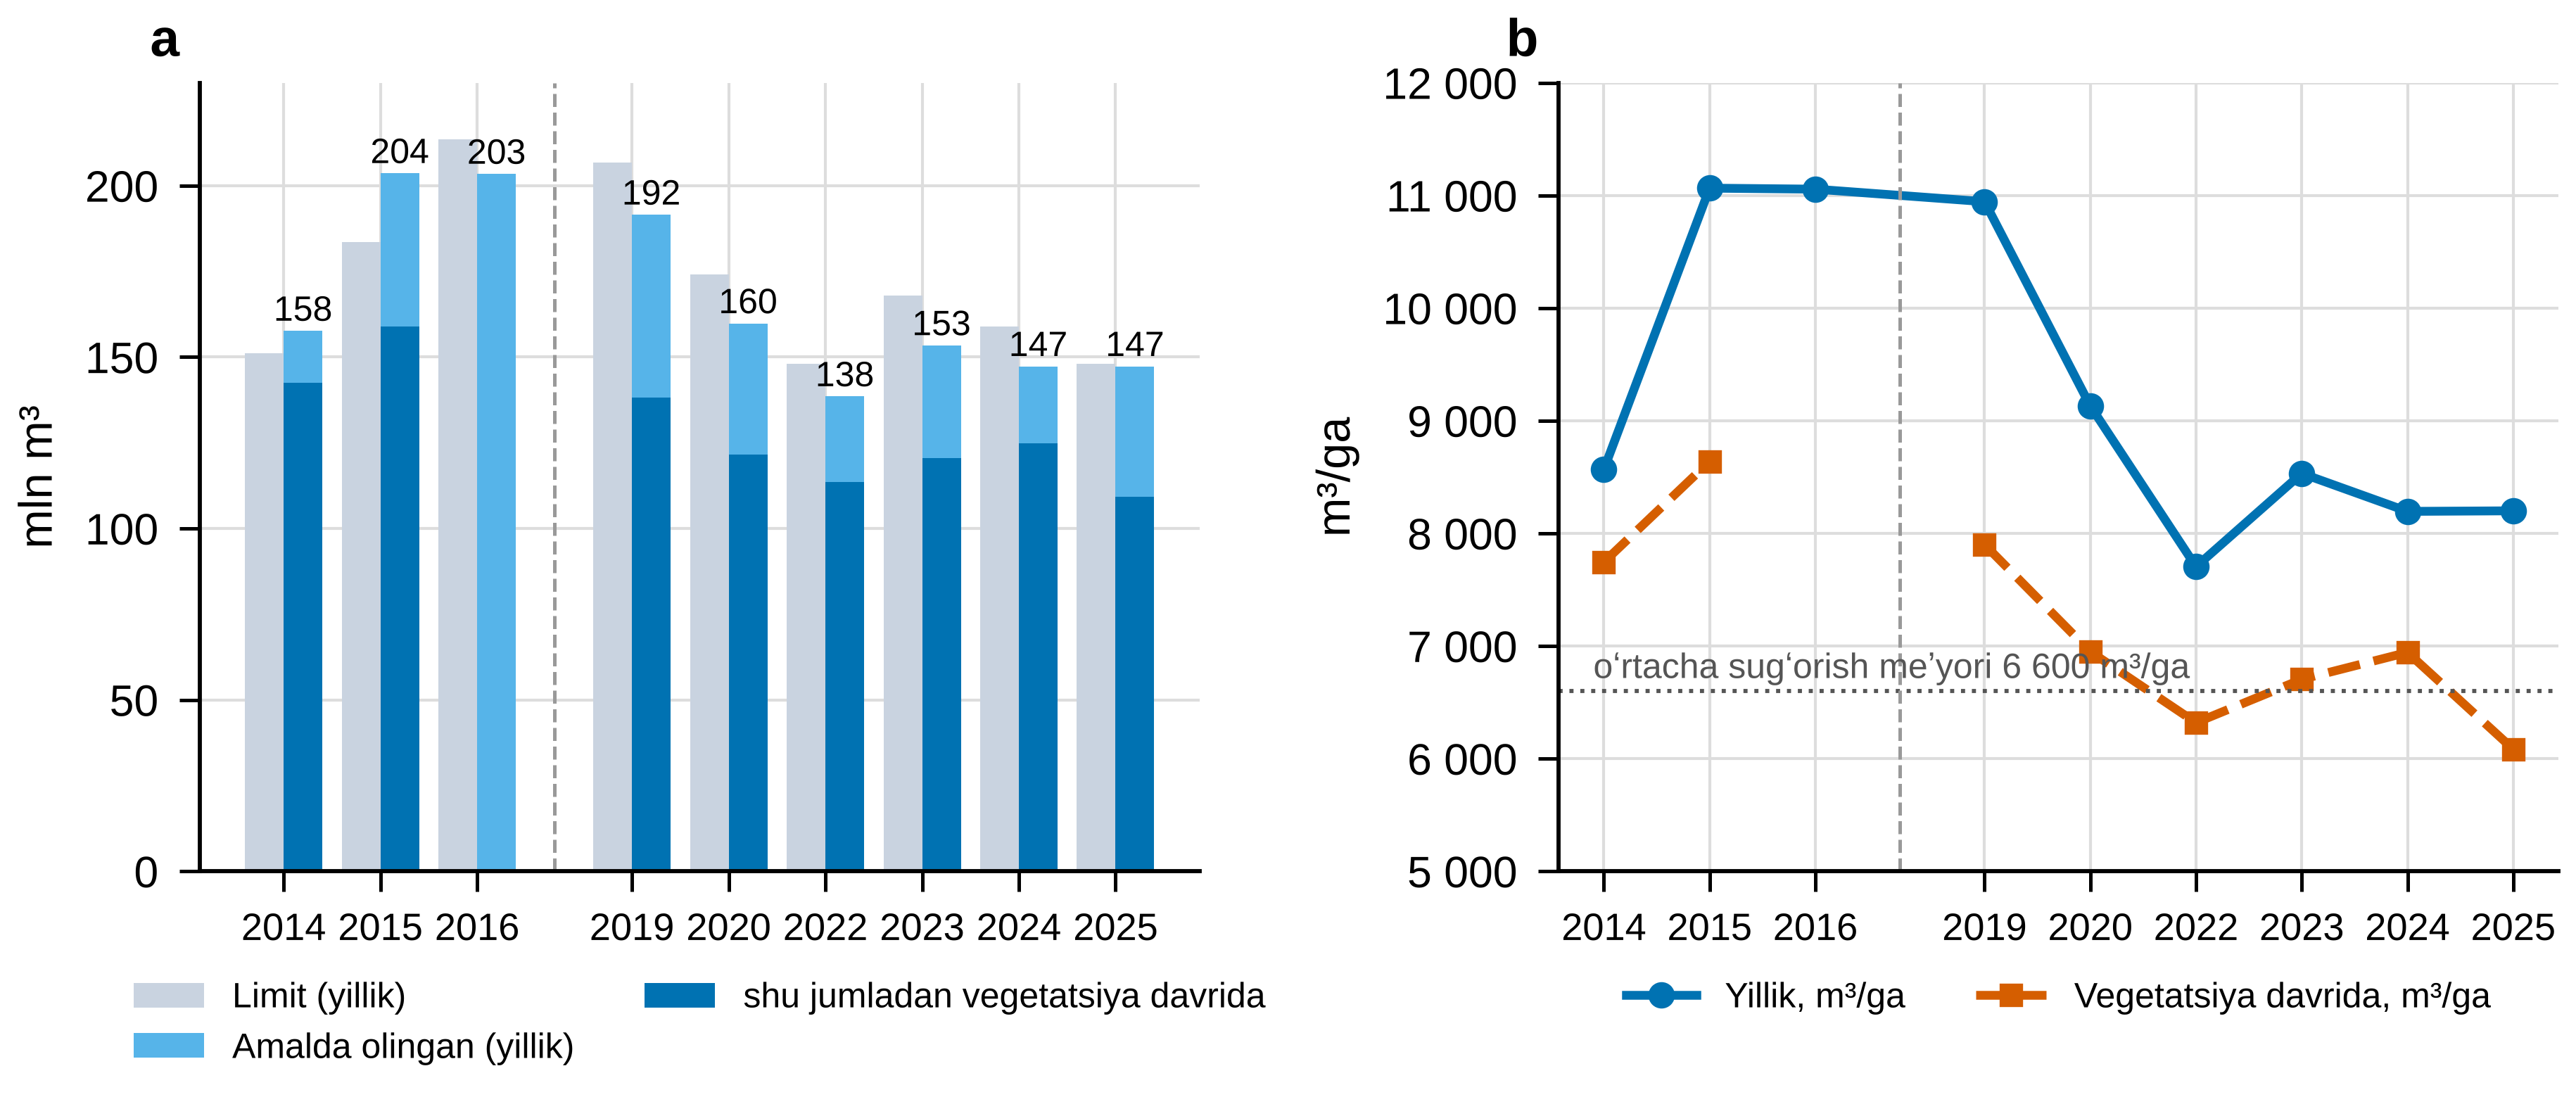 a
mln m³
200
150
100
50
0
158
204
203
192
160
138
153
147
147
2014 2015 2016 2019 2020 2022 2023 2024 2025
Limit (yillik)
Amalda olingan (yillik)
shu jumladan vegetatsiya davrida
b
m³/ga
12 000
11 000
10 000
9 000
8 000
7 000
6 000
5 000
o‘rtacha sug‘orish me’yori 6 600 m³/ga
2014 2015 2016 2019 2020 2022 2023 2024 2025
Yillik, m³/ga
Vegetatsiya davrida, m³/ga